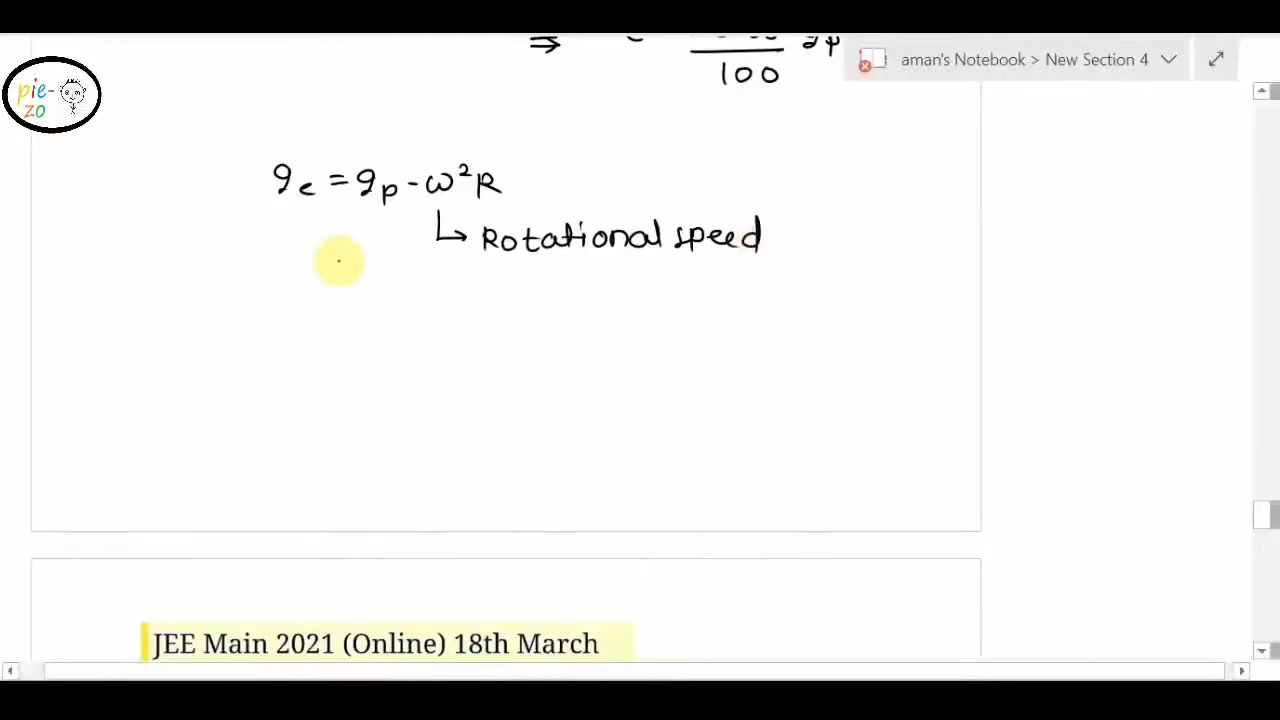 ⇒
100
aman's Notebook > New Section 4
pie-
zo
g_e = g_p - ω²R
↳ Rotational speed
JEE Main 2021 (Online) 18th March